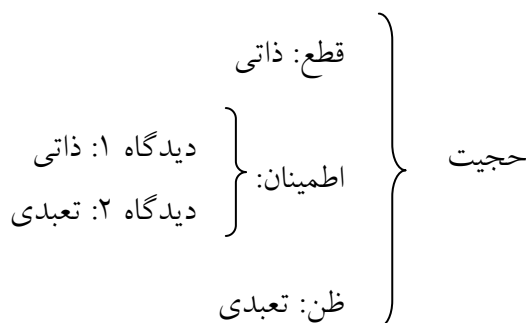 حجیت
قطع: ذاتی
اطمینان:
دیدگاه ۱: ذاتی
دیدگاه ۲: تعبدی
ظن: تعبدی